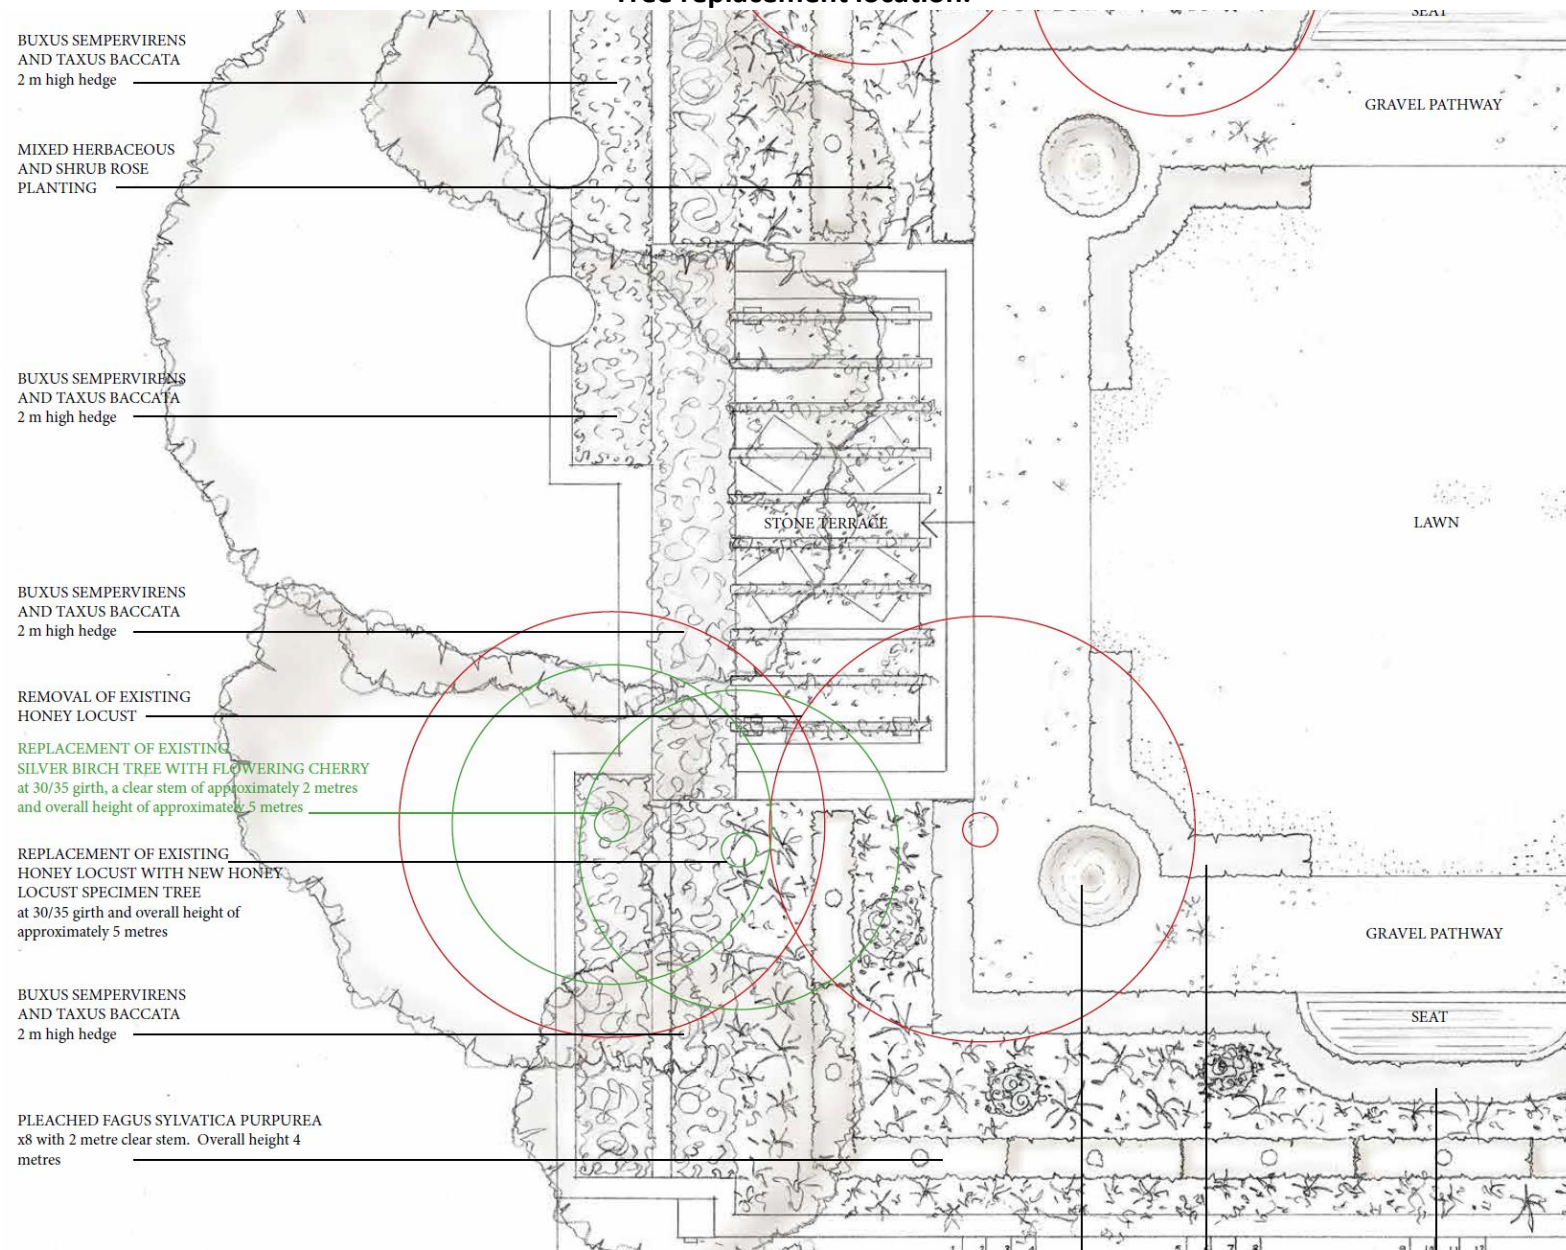 Tree replacement location.
SEAT
BUXUS SEMPERVIRENS
AND TAXUS BACCATA
2 m high hedge
GRAVEL PATHWAY
MIXED HERBACEOUS
AND SHRUB ROSE
PLANTING
BUXUS SEMPERVIRENS
AND TAXUS BACCATA
2 m high hedge
2 1
STONE TERRACE
LAWN
BUXUS SEMPERVIRENS
AND TAXUS BACCATA
2 m high hedge
REMOVAL OF EXISTING
HONEY LOCUST
REPLACEMENT OF EXISTING
SILVER BIRCH TREE WITH FLOWERING CHERRY
at 30/35 girth, a clear stem of approximately 2 metres
and overall height of approximately 5 metres
REPLACEMENT OF EXISTING
HONEY LOCUST WITH NEW HONEY
LOCUST SPECIMEN TREE
at 30/35 girth and overall height of
approximately 5 metres
GRAVEL PATHWAY
BUXUS SEMPERVIRENS
AND TAXUS BACCATA
2 m high hedge
SEAT
PLEACHED FAGUS SYLVATICA PURPUREA
x8 with 2 metre clear stem. Overall height 4
metres